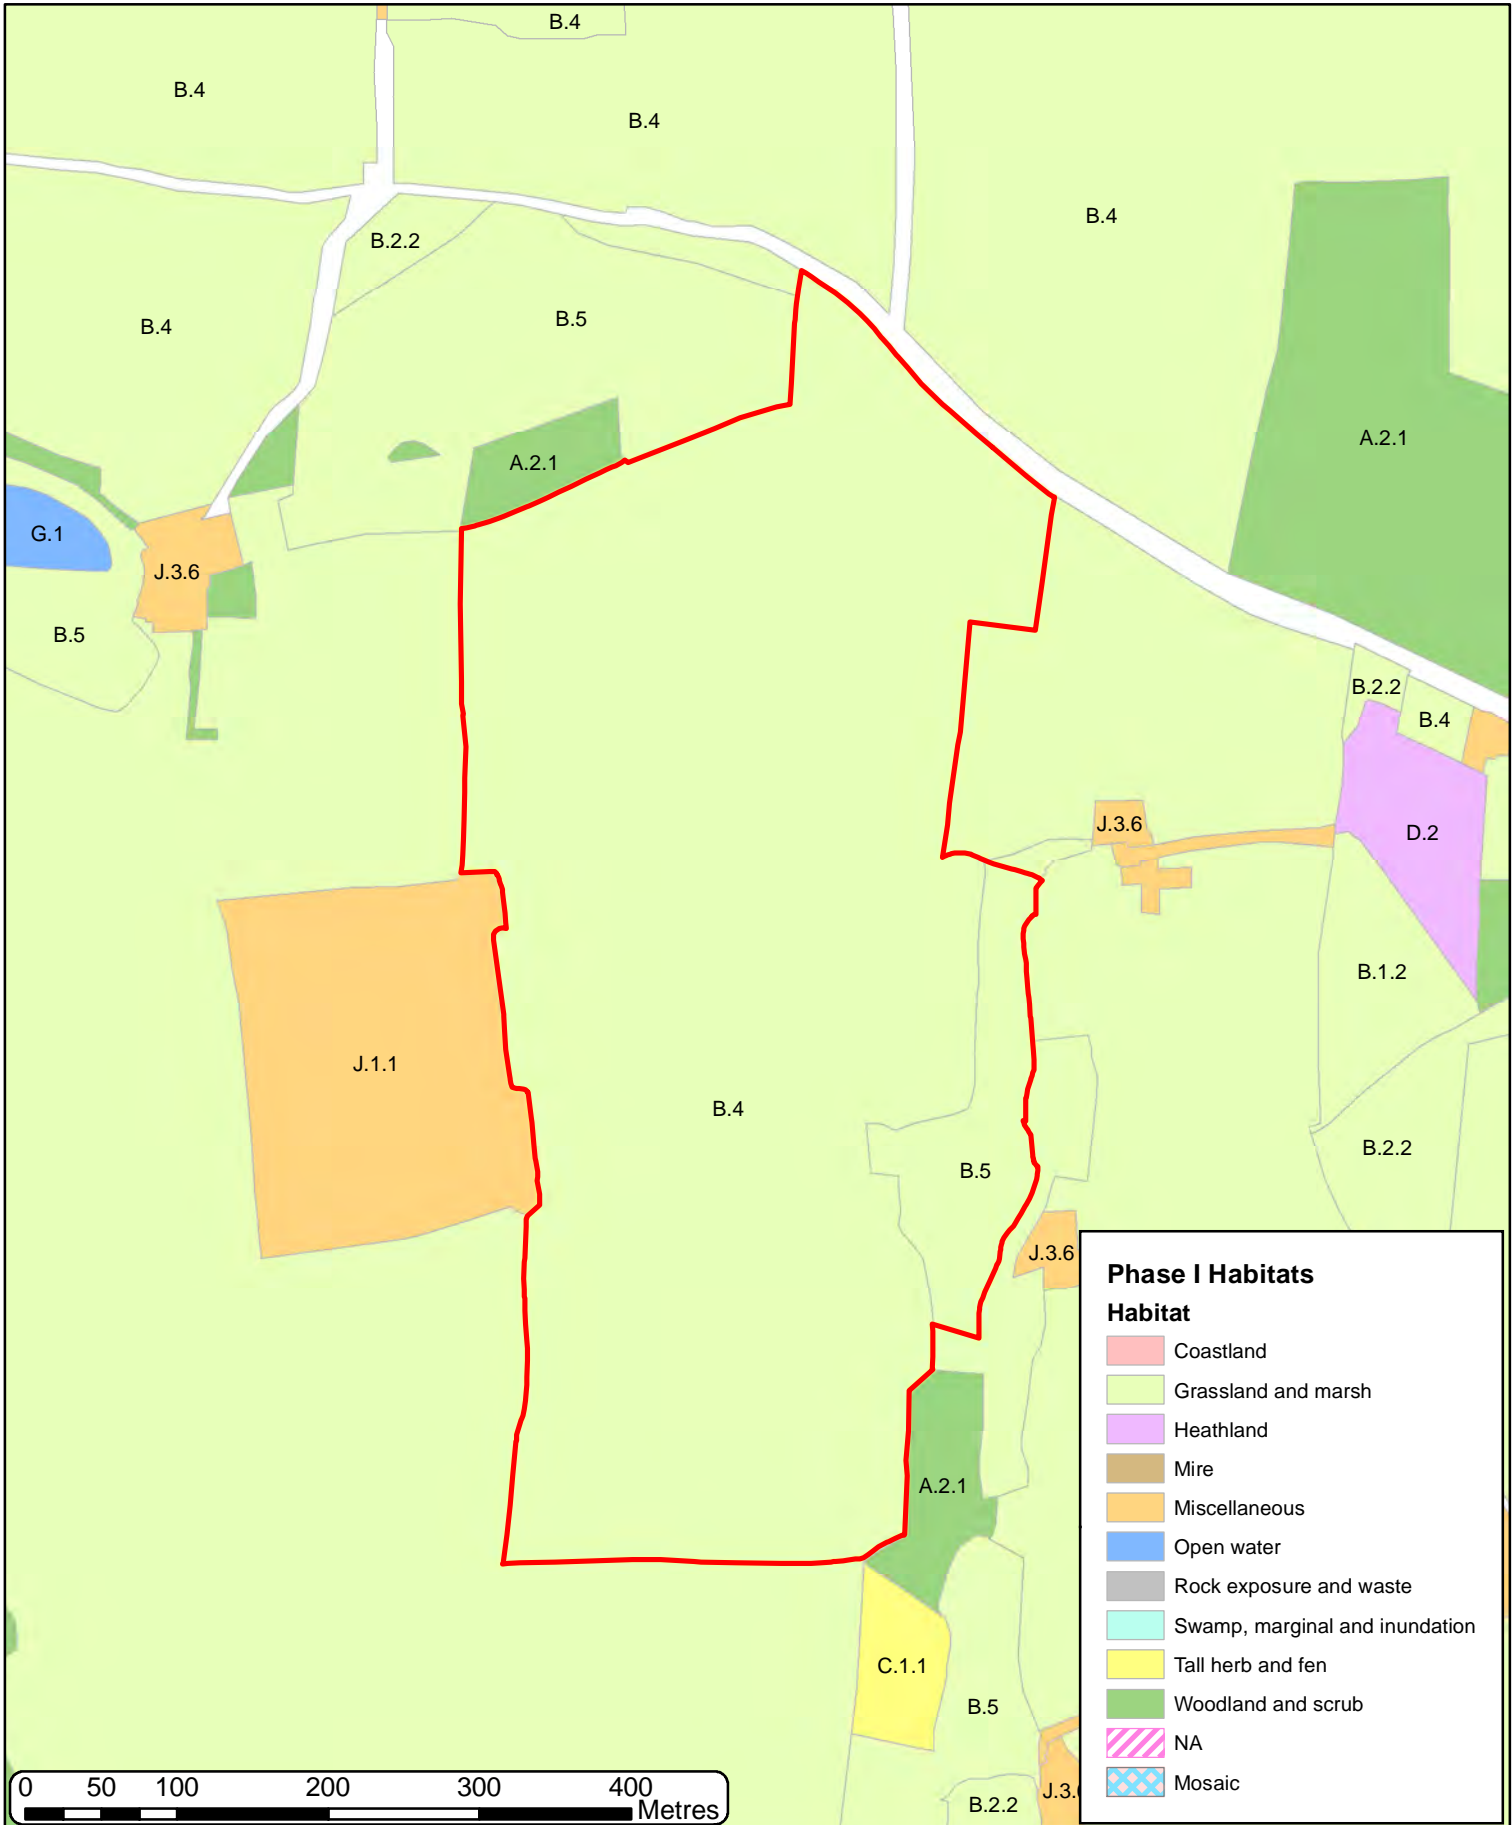 B.4
B.4
B.4
B.4
B.2.2
B.4
B.5
A.2.1
A.2.1
G.1
J.3.6
B.5
B.2.2
B.4
J.3.6
D.2
B.1.2
J.1.1
B.4
B.2.2
B.5
J.3.6
A.2.1
C.1.1
B.5
B.2.2
Phase I Habitats
Habitat
Coastland
Grassland and marsh
Heathland
Mire
Miscellaneous
Open water
Rock exposure and waste
Swamp, marginal and inundation
Tall herb and fen
Woodland and scrub
NA
Mosaic
0 50 100 200 300 400
Metres